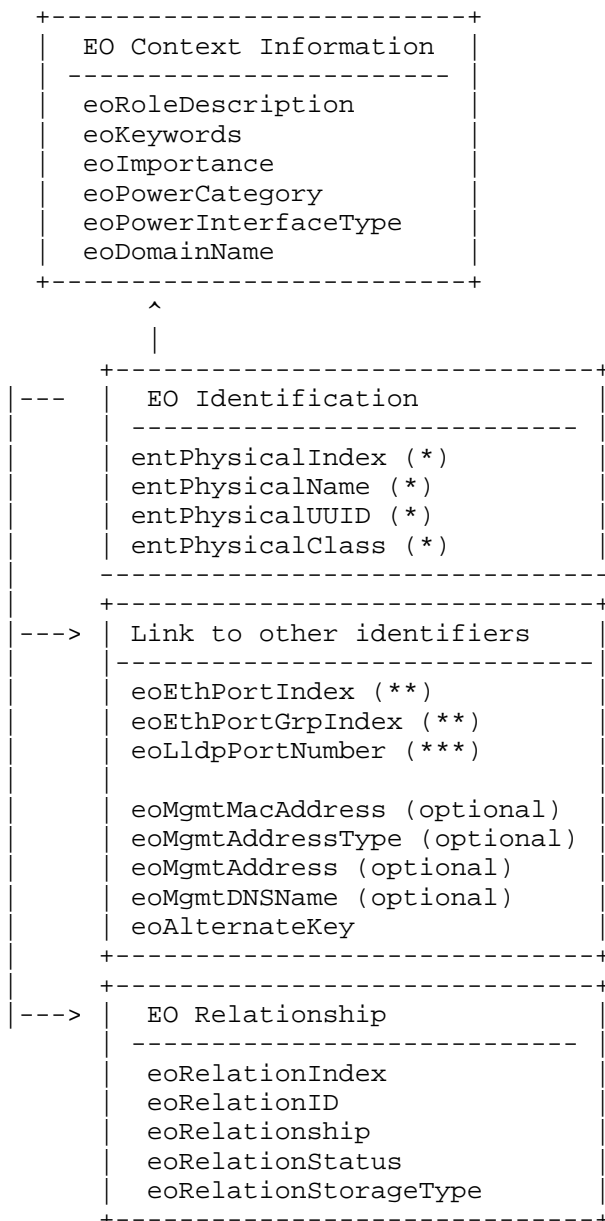 EO Context Information
eoRoleDescription
eoKeywords
eoImportance
eoPowerCategory
eoPowerInterfaceType
eoDomainName
EO Identification
entPhysicalIndex (*)
entPhysicalName (*)
entPhysicalUUID (*)
entPhysicalClass (*)
Link to other identifiers
eoEthPortIndex (**)
eoEthPortGrpIndex (**)
eoLldpPortNumber (***)
eoMgmtMacAddress (optional)
eoMgmtAddressType (optional)
eoMgmtAddress (optional)
eoMgmtDNSName (optional)
eoAlternateKey
EO Relationship
eoRelationIndex
eoRelationID
eoRelationship
eoRelationStatus
eoRelationStorageType